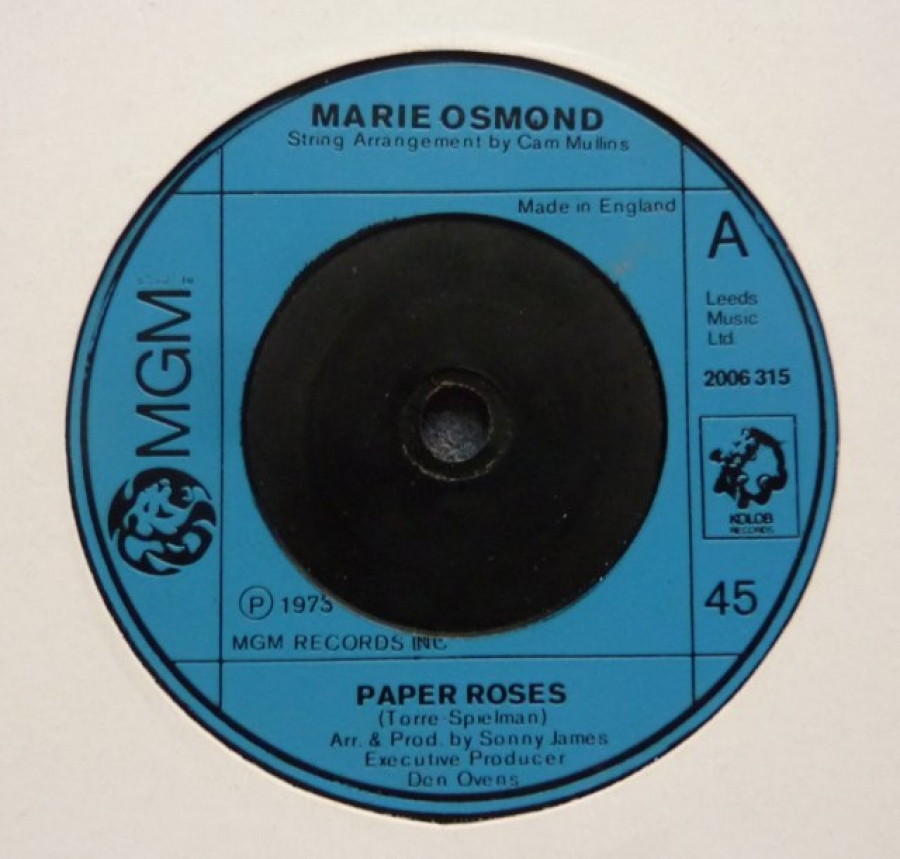 MARIE OSMOND
String Arrangement by Cam Mullins
Made in England
A
Leeds
Music
Ltd.
2006 315
MGM
KOLOB
RECORDS
45
Ⓟ 1973
MGM RECORDS INC
PAPER ROSES
(Torre-Spielman)
Arr. & Prod. by Sonny James
Executive Producer
Don Ovens